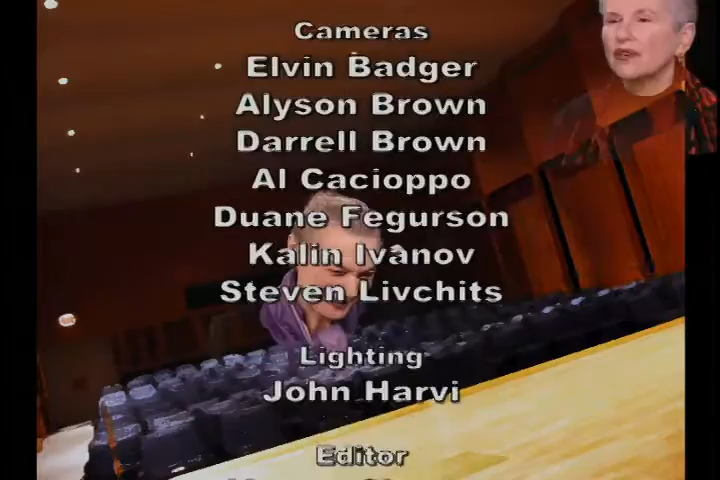 Cameras
Elvin Badger
Alyson Brown
Darrell Brown
Al Cacioppo
Duane Fegurson
Kalin Ivanov
Steven Livchits
Lighting
John Harvi
Editor